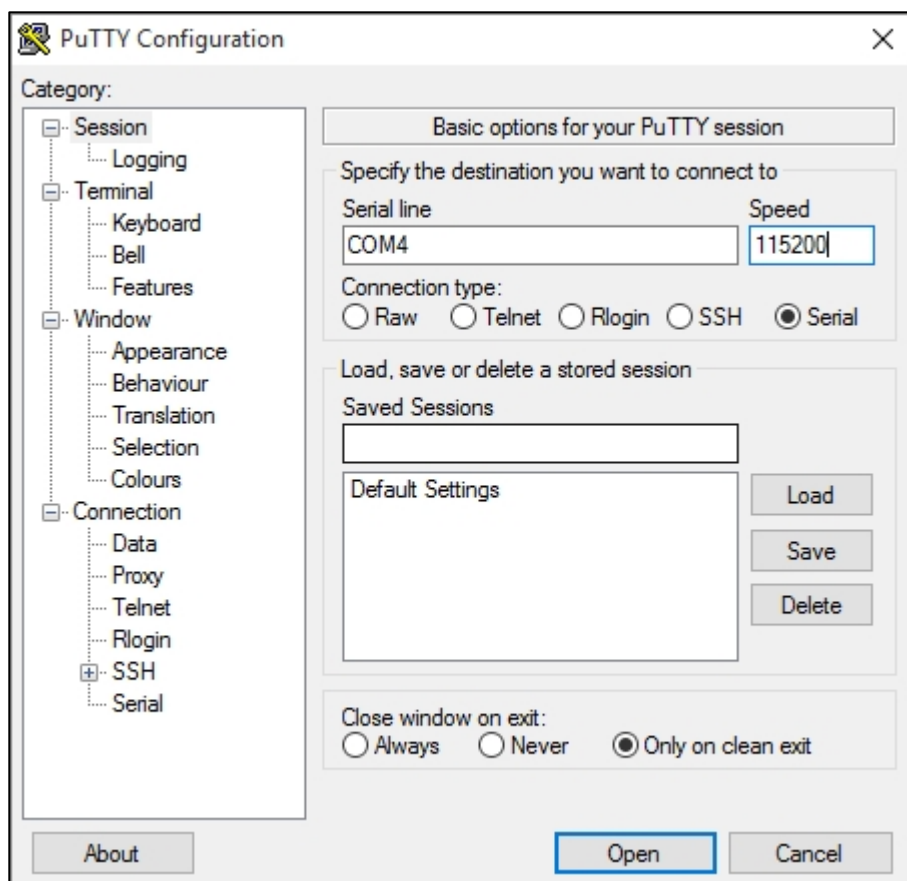 PuTTY Configuration
Category:
Session
Logging
Terminal
Keyboard
Bell
Features
Window
Appearance
Behaviour
Translation
Selection
Colours
Connection
Data
Proxy
Telnet
Rlogin
SSH
Serial
Basic options for your PuTTY session
Specify the destination you want to connect to
Serial line Speed
COM4 115200
Connection type:
Raw Telnet Rlogin SSH Serial
Load, save or delete a stored session
Saved Sessions
Default Settings
Load
Save
Delete
Close window on exit:
Always Never Only on clean exit
About Open Cancel